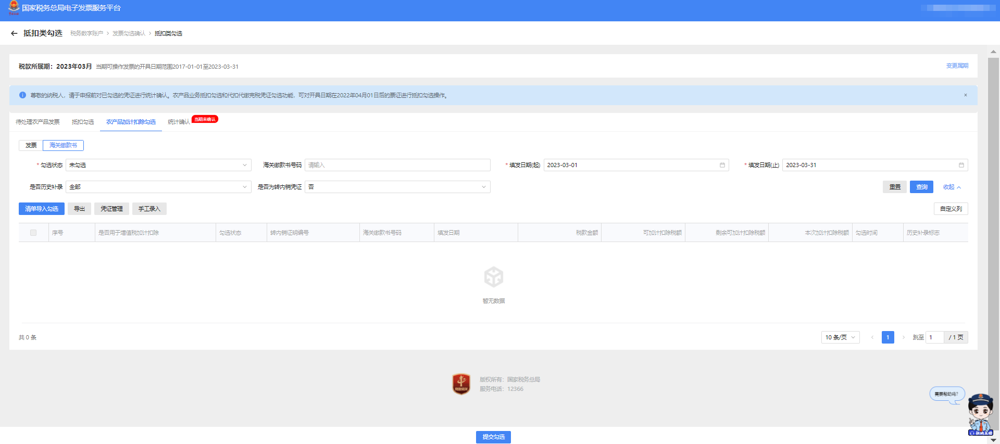 国家税务总局电子发票服务平台
抵扣类勾选 税务数字账户 > 发票勾选确认 > 抵扣类勾选
税款所属期：2023年03月 当期可操作发票的开具日期范围2017-01-01至2023-03-31 变更属期
尊敬的纳税人，请于申报前对已勾选的凭证进行统计确认。农产品业务抵扣勾选和代扣代缴完税凭证勾选功能，可对开具日期在2022年04月01日后的票证进行抵扣勾选操作。 ×
待处理农产品发票 抵扣勾选 农产品加计扣除勾选 统计确认 当期未确认
发票 海关缴款书
* 勾选状态 未勾选 海关缴款书号码 请输入 * 填发日期(起) 2023-03-01 * 填发日期(止) 2023-03-31
是否历史补录 全部 是否为转内销凭证 否 重置 查询 收起
清单导入勾选 导出 凭证管理 手工录入 自定义列
序号 是否用于增值税加计扣除 勾选状态 转内销证明编号 海关缴款书号码 填发日期 税款金额 可加计扣除税额 剩余可加计扣除税额 本次加计扣除税额 勾选时间 历史补录标志
暂无数据
共 0 条 10 条/页 < 1 > 跳至 1 / 1 页
版权所有：国家税务总局
服务电话：12366
需要帮助吗?
提交勾选